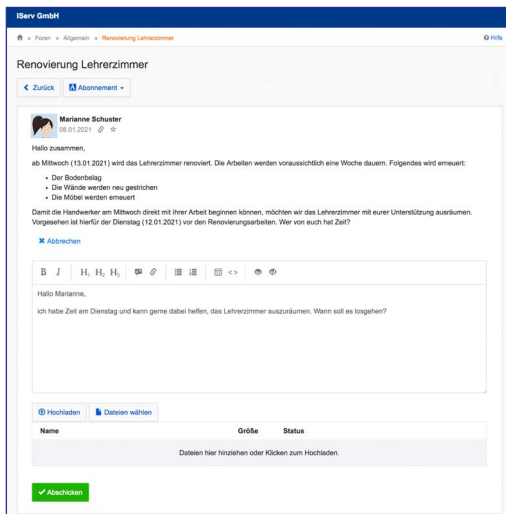 IServ GmbH
» Foren » Allgemein » Renovierung Lehrerzimmer
Hilfe
Renovierung Lehrerzimmer
Zurück
Abonnement
Marianne Schuster
08.01.2021
Hallo zusammen,
ab Mittwoch (13.01.2021) wird das Lehrerzimmer renoviert. Die Arbeiten werden voraussichtlich eine Woche dauern. Folgendes wird erneuert:
• Der Bodenbelag
• Die Wände werden neu gestrichen
• Die Möbel werden erneuert
Damit die Handwerker am Mittwoch direkt mit ihrer Arbeit beginnen können, möchten wir das Lehrerzimmer mit eurer Unterstützung ausräumen.
Vorgesehen ist hierfür der Dienstag (12.01.2021) vor den Renovierungsarbeiten. Wer von euch hat Zeit?
Abbrechen
B I H₁ H₂ H₃ <>
Hallo Marianne,
ich habe Zeit am Dienstag und kann gerne dabei helfen, das Lehrerzimmer auszuräumen. Wann soll es losgehen?
Hochladen
Dateien wählen
Name Größe Status
Dateien hier hinziehen oder Klicken zum Hochladen.
Abschicken